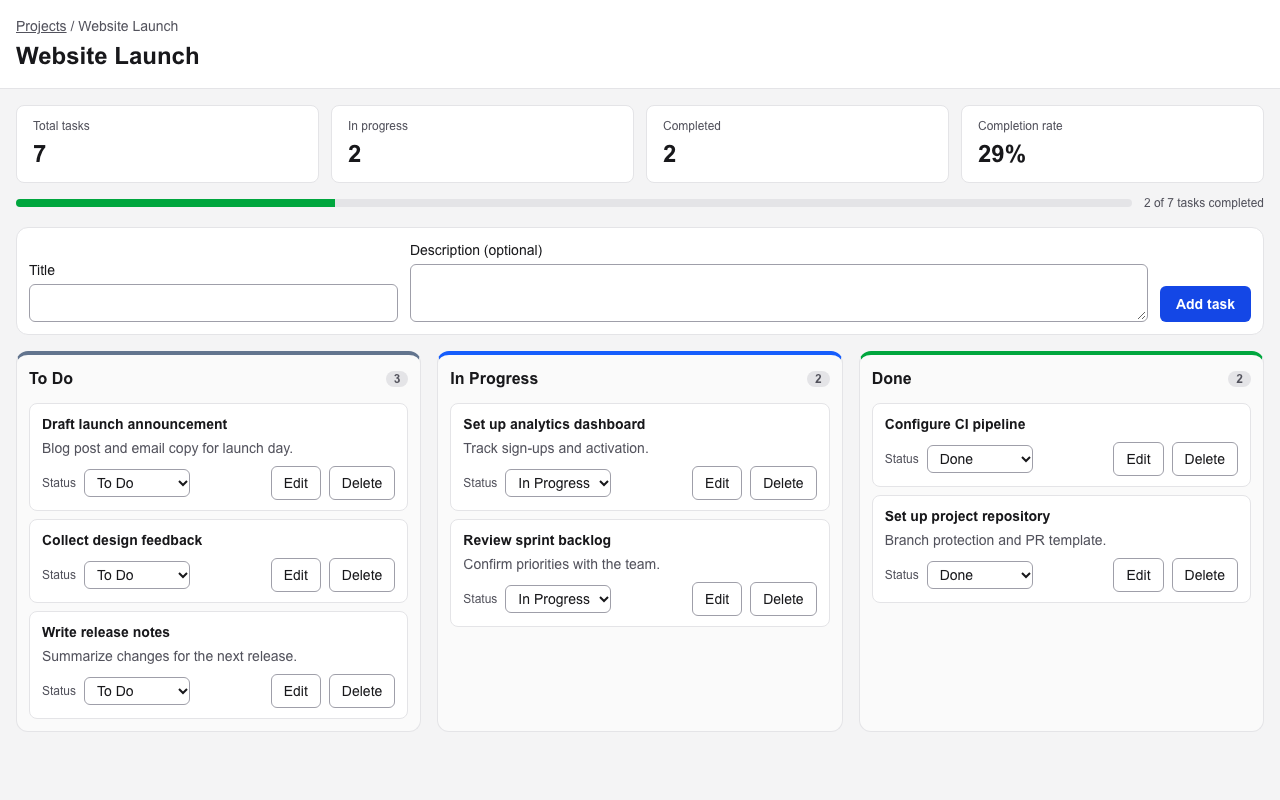 Projects / Website Launch
Website Launch
Total tasks
7
In progress
2
Completed
2
Completion rate
29%
2 of 7 tasks completed
Title
Description (optional)
Add task
To Do
3
Draft launch announcement
Blog post and email copy for launch day.
Status To Do Edit Delete
Collect design feedback
Status To Do Edit Delete
Write release notes
Summarize changes for the next release.
Status To Do Edit Delete
In Progress
2
Set up analytics dashboard
Track sign-ups and activation.
Status In Progress Edit Delete
Review sprint backlog
Confirm priorities with the team.
Status In Progress Edit Delete
Done
2
Configure CI pipeline
Status Done Edit Delete
Set up project repository
Branch protection and PR template.
Status Done Edit Delete